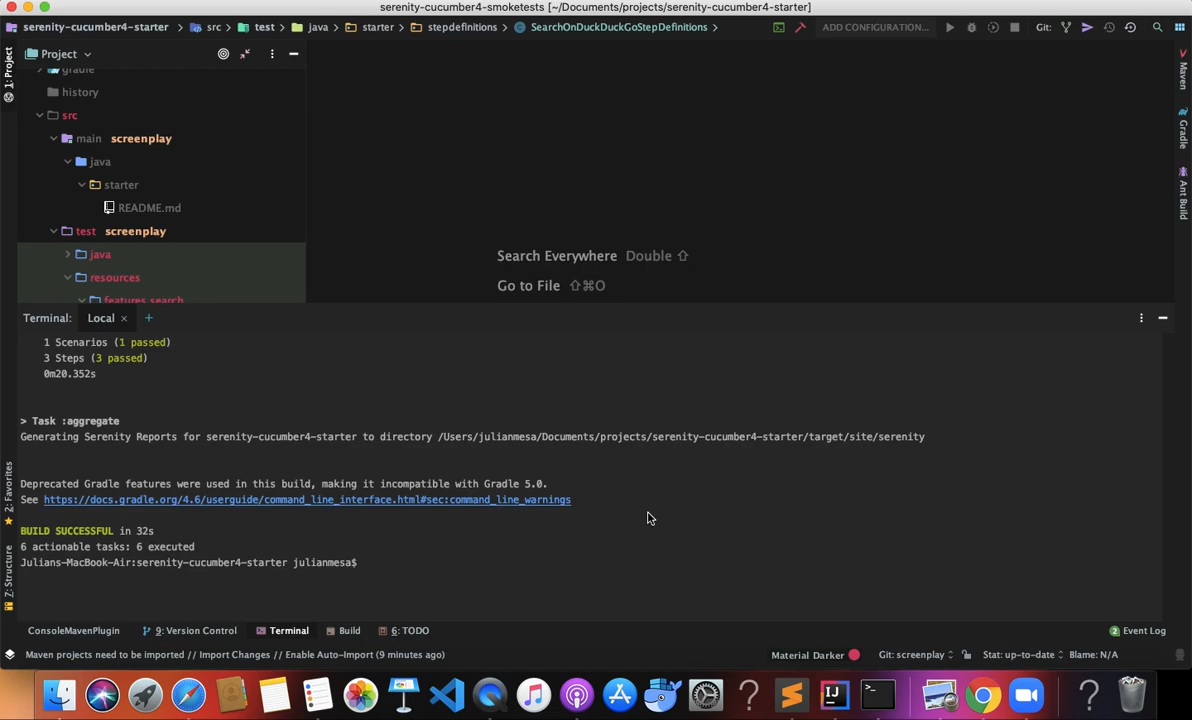 serenity-cucumber4-smoketests [~/Documents/projects/serenity-cucumber4-starter]
serenity-cucumber4-starter > src > test > java > starter > stepdefinitions > SearchOnDuckDuckGoStepDefinitions >
ADD CONFIGURATION...
Git:
1: Project
Project
gradle
history
src
main screenplay
java
starter
README.md
test screenplay
java
resources
features.search
Search Everywhere Double ⇧
Go to File ⇧⌘O
Maven
Gradle
Ant Build
Terminal: Local × +
1 Scenarios (1 passed)
3 Steps (3 passed)
0m20.352s
> Task :aggregate
Generating Serenity Reports for serenity-cucumber4-starter to directory /Users/julianmesa/Documents/projects/serenity-cucumber4-starter/target/site/serenity
Deprecated Gradle features were used in this build, making it incompatible with Gradle 5.0.
See https://docs.gradle.org/4.6/userguide/command_line_interface.html#sec:command_line_warnings
BUILD SUCCESSFUL in 32s
6 actionable tasks: 6 executed
Julians-MacBook-Air:serenity-cucumber4-starter julianmesa$
2: Favorites
Z: Structure
ConsoleMavenPlugin 9: Version Control Terminal Build 6: TODO 2 Event Log
Maven projects need to be imported // Import Changes // Enable Auto-Import (9 minutes ago) Material Darker Git: screenplay Stat: up-to-date Blame: N/A